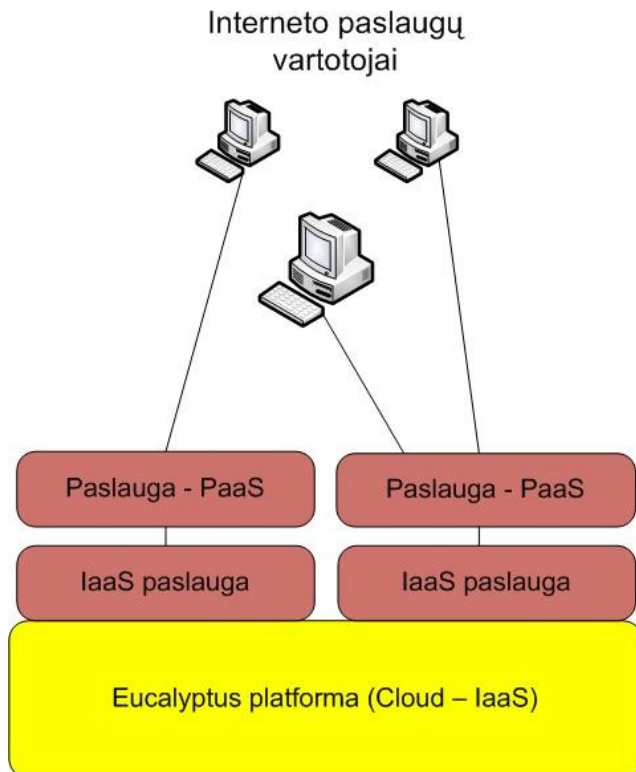 Interneto paslaugų
vartotojai
Paslauga - PaaS
Paslauga - PaaS
IaaS paslauga
IaaS paslauga
Eucalyptus platforma (Cloud – IaaS)